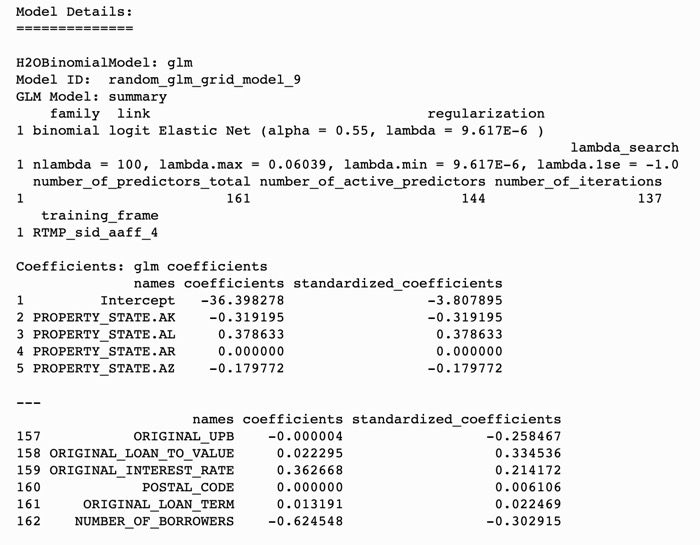 Model Details:
==============
H2OBinomialModel: glm
Model ID:  random_glm_grid_model_9
GLM Model: summary
    family  link                                regularization
1 binomial logit Elastic Net (alpha = 0.55, lambda = 9.617E-6 )
                                                                  lambda_search
1 nlambda = 100, lambda.max = 0.06039, lambda.min = 9.617E-6, lambda.1se = -1.0
  number_of_predictors_total number_of_active_predictors number_of_iterations
1                        161                         144                  137
   training_frame
1 RTMP_sid_aaff_4
Coefficients: glm coefficients
              names coefficients standardized_coefficients
1         Intercept   -36.398278                 -3.807895
2 PROPERTY_STATE.AK    -0.319195                 -0.319195
3 PROPERTY_STATE.AL     0.378633                  0.378633
4 PROPERTY_STATE.AR     0.000000                  0.000000
5 PROPERTY_STATE.AZ    -0.179772                 -0.179772
---
                     names coefficients standardized_coefficients
157           ORIGINAL_UPB    -0.000004                 -0.258467
158 ORIGINAL_LOAN_TO_VALUE     0.022295                  0.334536
159 ORIGINAL_INTEREST_RATE     0.362668                  0.214172
160            POSTAL_CODE     0.000000                  0.006106
161     ORIGINAL_LOAN_TERM     0.013191                  0.022469
162    NUMBER_OF_BORROWERS    -0.624548                 -0.302915